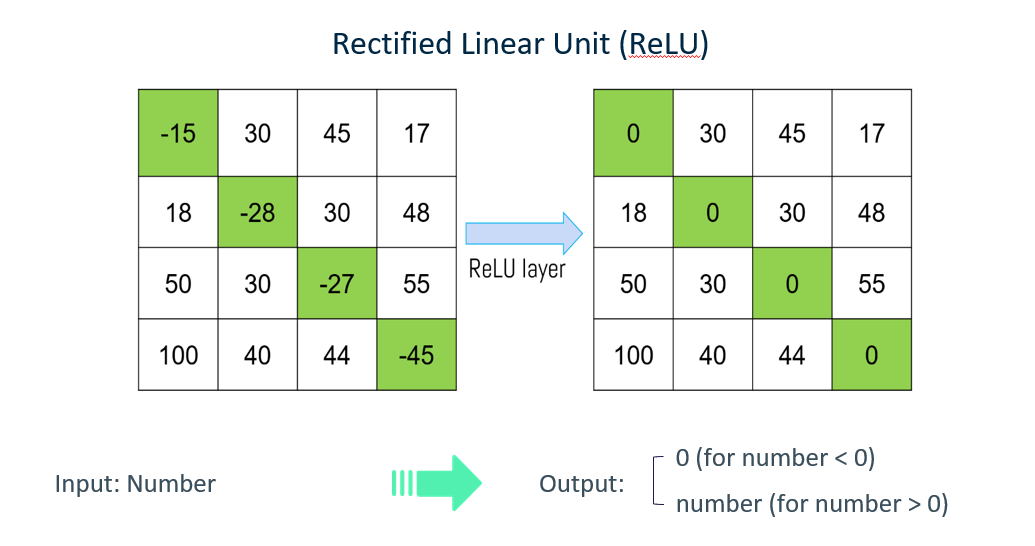 Rectified Linear Unit (ReLU)
-15 30 45 17
18 -28 30 48
50 30 -27 55
100 40 44 -45
ReLU layer
0 30 45 17
18 0 30 48
50 30 0 55
100 40 44 0
Input: Number
Output:
0 (for number < 0)
number (for number > 0)